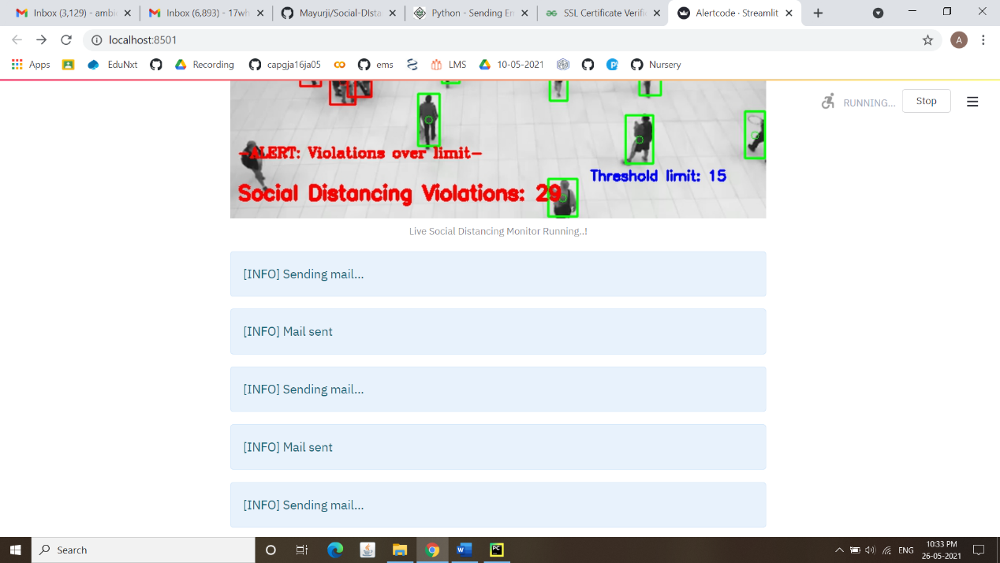 Inbox (3,129) - ambi
Inbox (6,893) - 17wh
Mayurji/Social-DIsta
Python - Sending Em
SSL Certificate Verifi
Alertcode · Streamlit
localhost:8501
A
Apps
EduNxt
Recording
capgja16ja05
ems
LMS
10-05-2021
Nursery
RUNNING...
Stop
-ALERT: Violations over limit-
Threshold limit: 15
Social Distancing Violations: 29
Live Social Distancing Monitor Running..!
[INFO] Sending mail...
[INFO] Mail sent
[INFO] Sending mail...
[INFO] Mail sent
[INFO] Sending mail...
Search
ENG
10:33 PM
26-05-2021